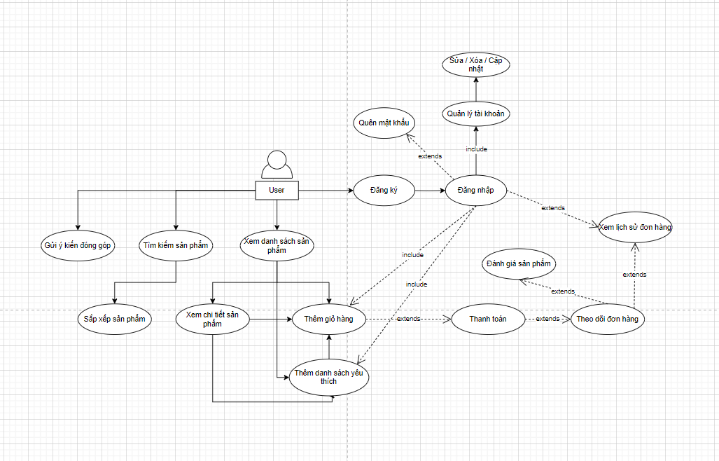 Sửa / Xóa / Cập
nhật
Quên mật khẩu
Quản lý tài khoản
extends
include
User
Đăng ký
Đăng nhập
extends
Gửi ý kiến đóng góp
Tìm kiếm sản phẩm
Xem danh sách sản
phẩm
Xem lịch sử đơn hàng
include
Đánh giá sản phẩm
extends
include
extends
Sắp xếp sản phẩm
Xem chi tiết sản
phẩm
Thêm giỏ hàng
extends
Thanh toán
extends
Theo dõi đơn hàng
Thêm danh sách yêu
thích